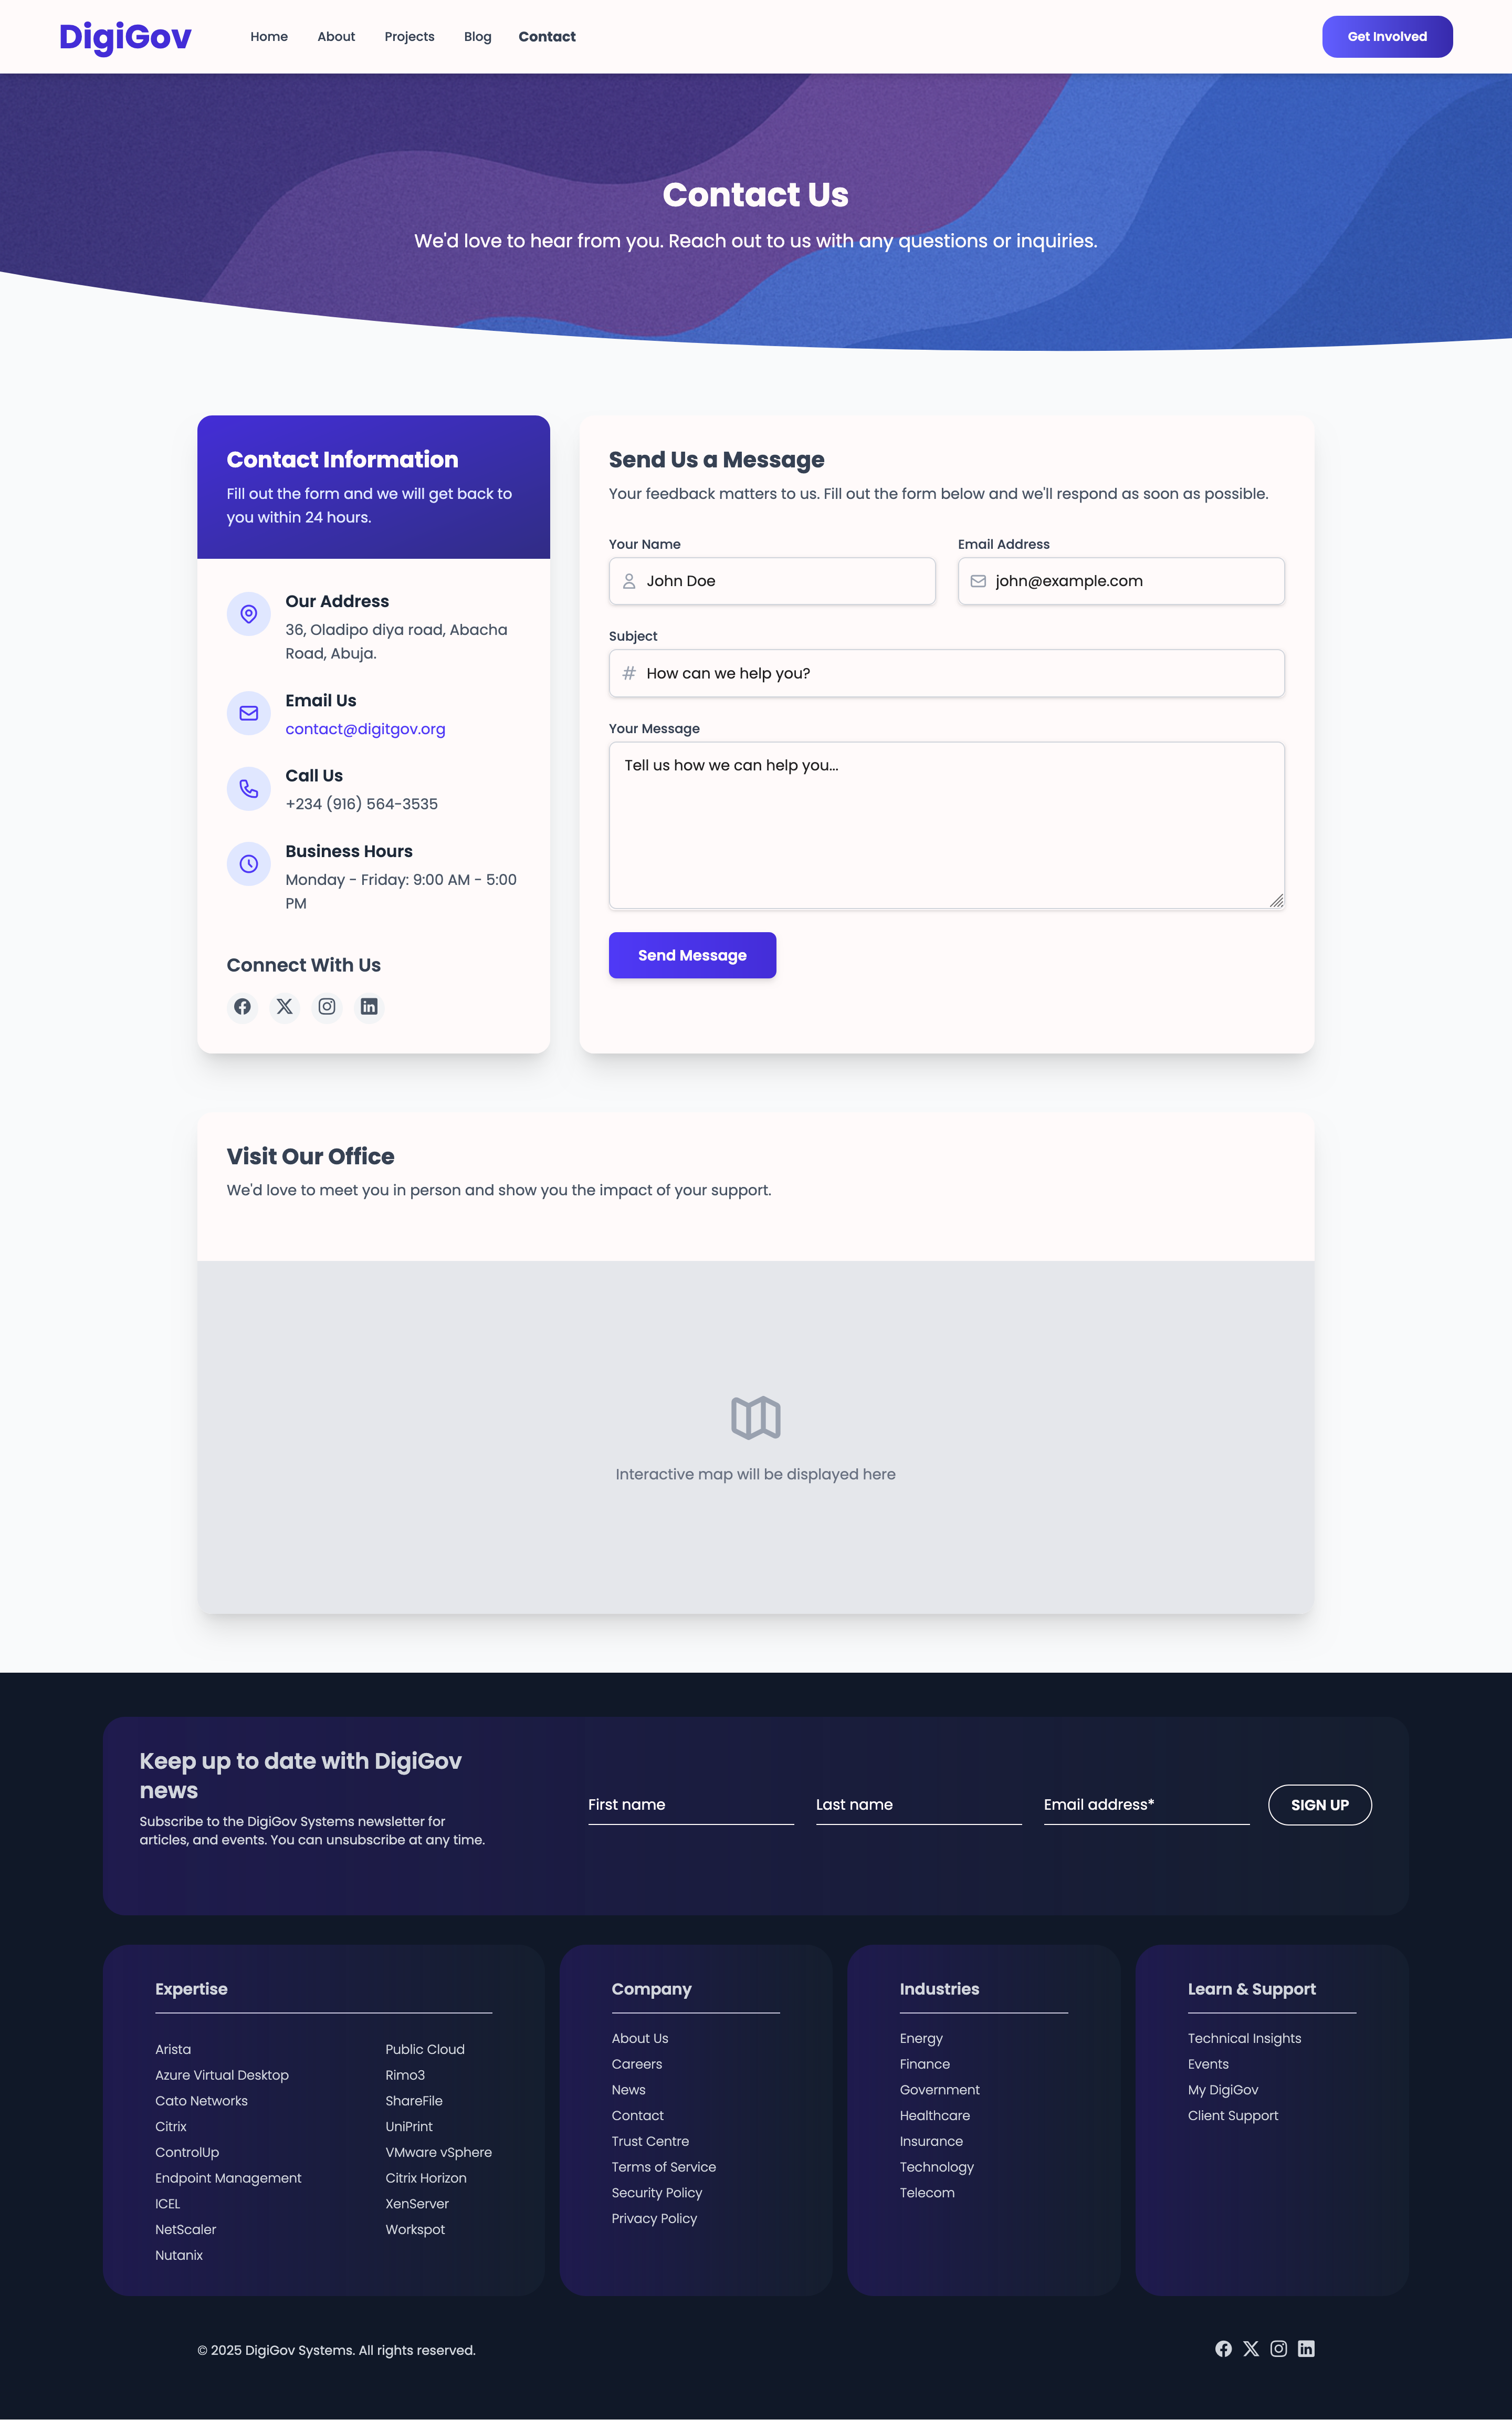 DigiGov
Home
About
Projects
Blog
Contact
Get Involved
Contact Us
We'd love to hear from you. Reach out to us with any questions or inquiries.
Contact Information
Fill out the form and we will get back to
you within 24 hours.
Our Address
36, Oladipo diya road, Abacha
Road, Abuja.
Email Us
contact@digitgov.org
Call Us
+234 (916) 564-3535
Business Hours
Monday - Friday: 9:00 AM - 5:00
PM
Connect With Us
Send Us a Message
Your feedback matters to us. Fill out the form below and we'll respond as soon as possible.
Your Name
John Doe
Email Address
john@example.com
Subject
How can we help you?
Your Message
Tell us how we can help you...
Send Message
Visit Our Office
We'd love to meet you in person and show you the impact of your support.
Interactive map will be displayed here
Keep up to date with DigiGov
news
Subscribe to the DigiGov Systems newsletter for
articles, and events. You can unsubscribe at any time.
First name
Last name
Email address*
SIGN UP
Expertise
Arista
Azure Virtual Desktop
Cato Networks
Citrix
ControlUp
Endpoint Management
ICEL
NetScaler
Nutanix
Public Cloud
Rimo3
ShareFile
UniPrint
VMware vSphere
Citrix Horizon
XenServer
Workspot
Company
About Us
Careers
News
Contact
Trust Centre
Terms of Service
Security Policy
Privacy Policy
Industries
Energy
Finance
Government
Healthcare
Insurance
Technology
Telecom
Learn & Support
Technical Insights
Events
My DigiGov
Client Support
© 2025 DigiGov Systems. All rights reserved.